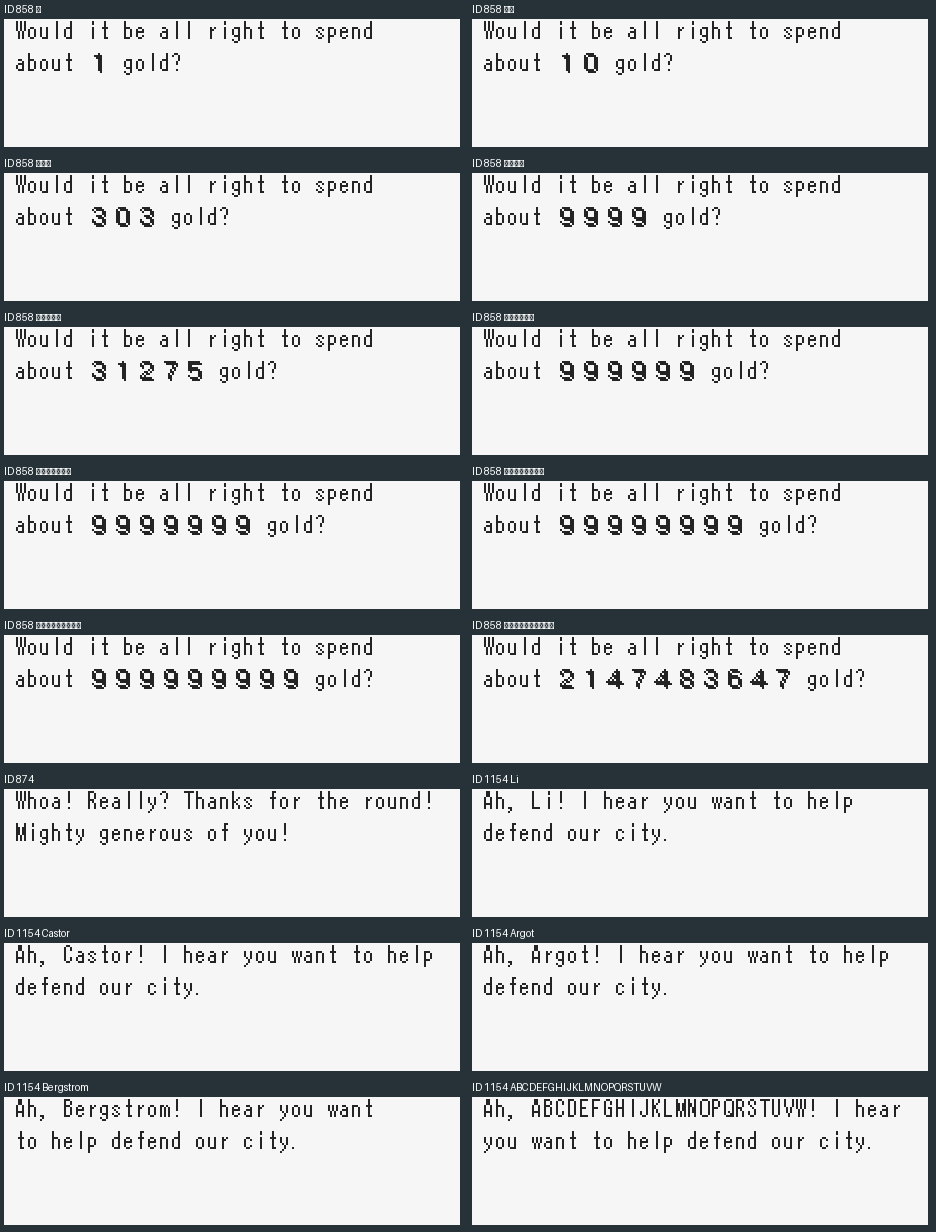 ID858
ID858
Would it be all right to spend
about 1 gold?
Would it be all right to spend
about 10 gold?
ID858
ID858
Would it be all right to spend
about 303 gold?
Would it be all right to spend
about 9999 gold?
ID858
ID858
Would it be all right to spend
about 31275 gold?
Would it be all right to spend
about 999999 gold?
ID858
ID858
Would it be all right to spend
about 9999999 gold?
Would it be all right to spend
about 99999999 gold?
ID858
ID858
Would it be all right to spend
about 999999999 gold?
Would it be all right to spend
about 2147483647 gold?
ID874
Whoa! Really? Thanks for the round!
Mighty generous of you!
ID1154 Li
Ah, Li! I hear you want to help
defend our city.
ID1154 Castor
Ah, Castor! I hear you want to help
defend our city.
ID1154 Argot
Ah, Argot! I hear you want to help
defend our city.
ID1154 Bergstrom
Ah, Bergstrom! I hear you want
to help defend our city.
ID1154 ABCDEFGHIJKLMNOPQRSTUVW
Ah, ABCDEFGHIJKLMNOPQRSTUVW! I hear
you want to help defend our city.